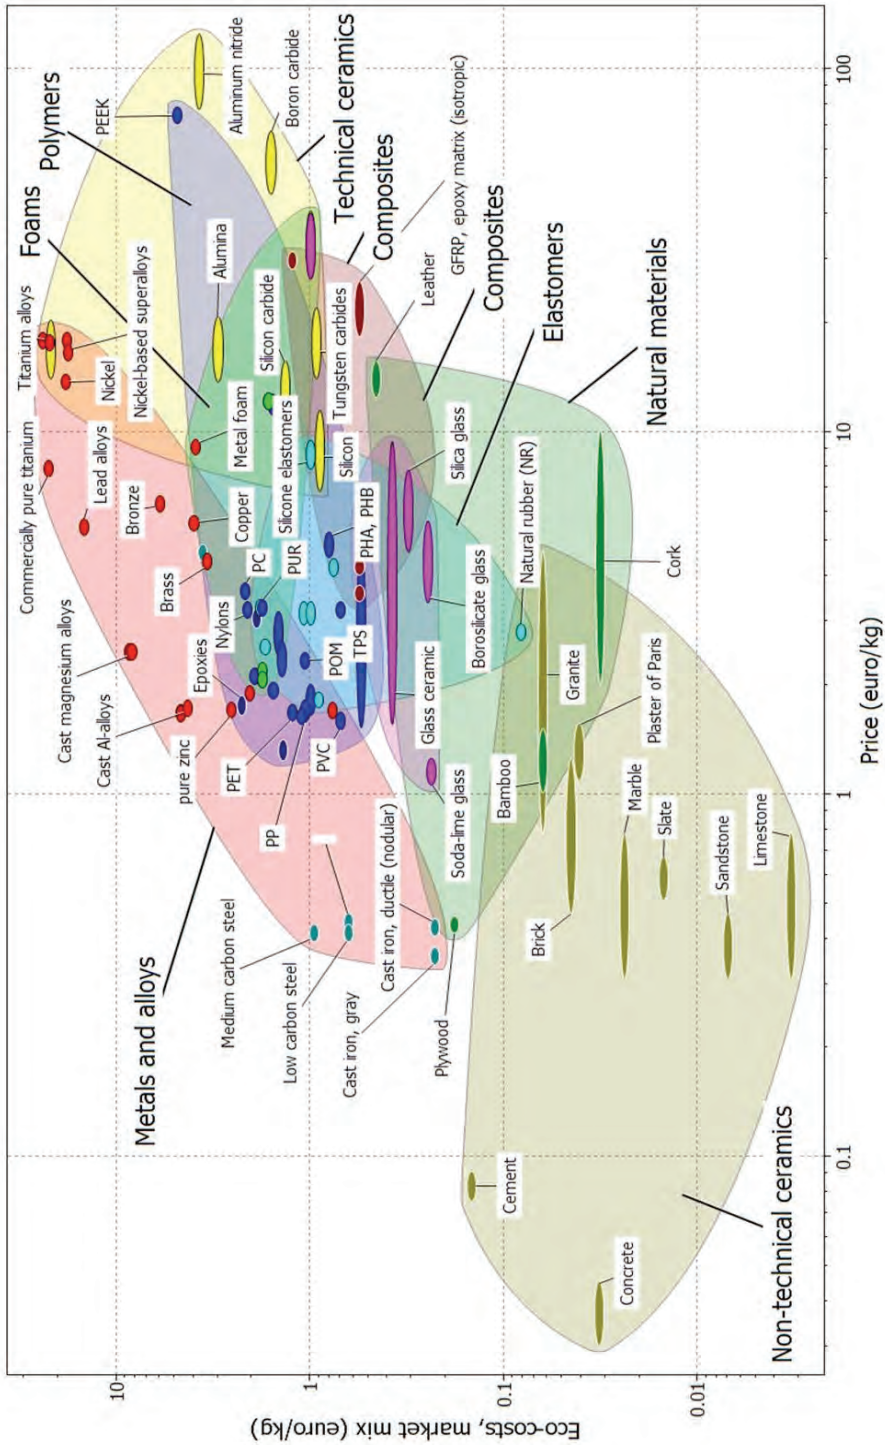 Eco-costs, market mix (euro/kg)
10
1
0.1
0.01
Price (euro/kg)
0.1
1
10
100
Metals and alloys
Foams
Polymers
Technical ceramics
Composites
Composites
Elastomers
Natural materials
Non-technical ceramics
Commercially pure titanium
Titanium alloys
Nickel-based superalloys
Nickel
Lead alloys
Bronze
Copper
Brass
Cast magnesium alloys
Cast Al-alloys
pure zinc
Epoxies
Nylons
PC
PUR
PET
PP
PVC
POM
TPS
PHA, PHB
Medium carbon steel
Low carbon steel
Cast iron, gray
Cast iron, ductile (nodular)
Plywood
Metal foam
Silicone elastomers
Silicon
Silicon carbide
Tungsten carbides
Alumina
PEEK
Aluminum nitride
Boron carbide
GFRP, epoxy matrix (isotropic)
Leather
Silica glass
Borosilicate glass
Glass ceramic
Soda-lime glass
Natural rubber (NR)
Cork
Bamboo
Granite
Plaster of Paris
Brick
Marble
Slate
Sandstone
Limestone
Cement
Concrete